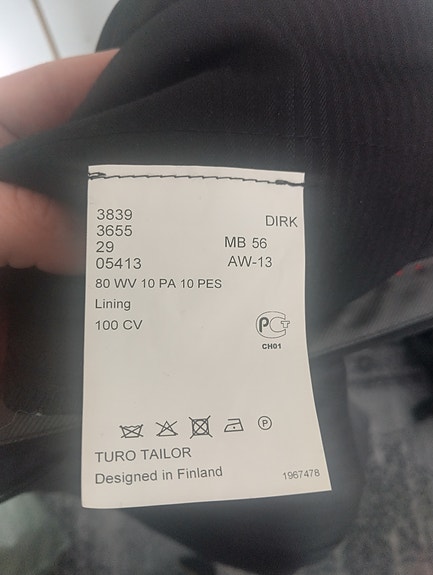 3839 DIRK
3655
29 MB 56
05413 AW-13
80 WV 10 PA 10 PES
Lining
100 CV
РСТ
CH01
P
TURO TAILOR
Designed in Finland
1967478